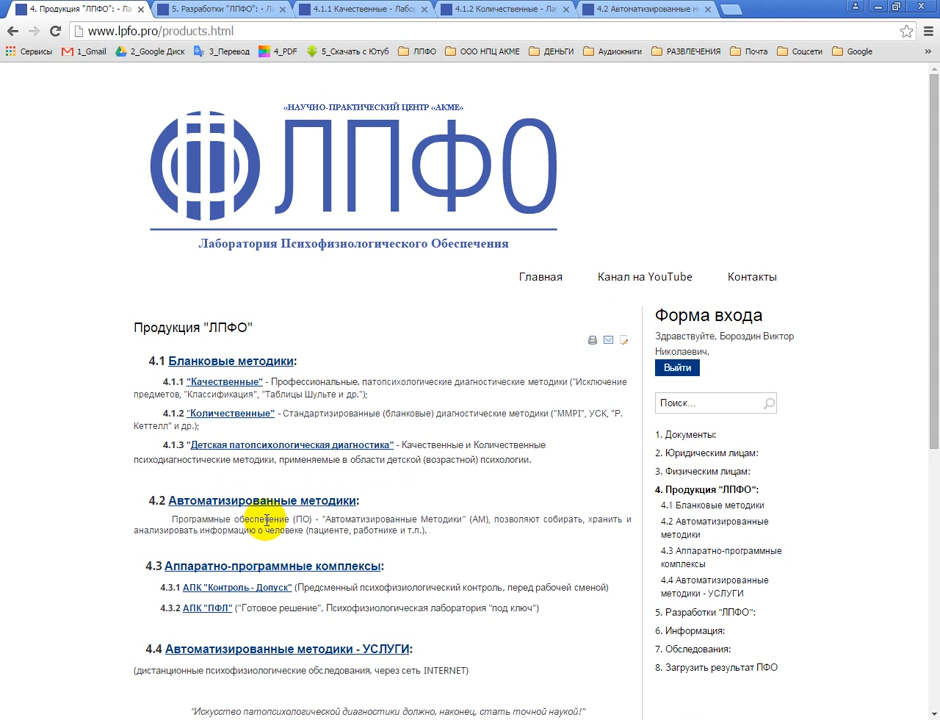 4. Продукция "ЛПФО": - Ла
5. Разработки "ЛПФО": - Л
4.1.1 Качественные - Лабо
4.1.2 Количественные - Ла
4.2 Автоматизированные м
www.lpfo.pro/products.html
Сервисы 1_Gmail 2_Google Диск 3_Перевод 4_PDF 5_Скачать с Ютуб ЛПФО ООО НПЦ АКМЕ ДЕНЬГИ Аудиокниги РАЗВЛЕЧЕНИЯ Почта Соцсети Google »
«НАУЧНО-ПРАКТИЧЕСКИЙ ЦЕНТР «АКМЕ»
ЛПФО
Лаборатория Психофизиологического Обеспечения
Главная Канал на YouTube Контакты
Продукция "ЛПФО"
4.1 Бланковые методики:
4.1.1 "Качественные" - Профессиональные, патопсихологические диагностические методики ("Исключение
предметов, "Классификация", "Таблицы Шульте и др.);
4.1.2 "Количественные" - Стандартизированные (бланковые) диагностические методики ("MMPI", УСК, "Р.
Кеттелл" и др.);
4.1.3 "Детская патопсихологическая диагностика" - Качественные и Количественные
психодиагностические методики, применяемые в области детской (возрастной) психологии.
4.2 Автоматизированные методики:
Программные обеспечение (ПО) - "Автоматизированные Методики" (АМ), позволяют собирать, хранить и
анализировать информацию о человеке (пациенте, работнике и т.п.).
4.3 Аппаратно-программные комплексы:
4.3.1 АПК "Контроль - Допуск" (Предсменный психофизиологический контроль, перед рабочей сменой)
4.3.2 АПК "ПФЛ" ("Готовое решение", Психофизиологическая лаборатория "под ключ")
4.4 Автоматизированные методики - УСЛУГИ:
(дистанционные психофизиологические обследования, через сеть INTERNET)
"Искусство патопсихологической диагностики должно, наконец, стать точной наукой!"
Форма входа
Здравствуйте, Бороздин Виктор
Николаевич,
Выйти
Поиск...
1. Документы:
2. Юридическим лицам:
3. Физическим лицам:
4. Продукция "ЛПФО":
4.1 Бланковые методики
4.2 Автоматизированные
методики
4.3 Аппаратно-программные
комплексы
4.4 Автоматизированные
методики - УСЛУГИ
5. Разработки "ЛПФО":
6. Информация:
7. Обследования:
8. Загрузить результат ПФО